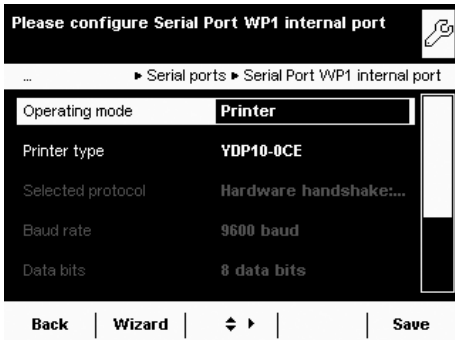 Please configure Serial Port WP1 internal port
... ▸ Serial ports ▸ Serial Port WP1 internal port
Operating mode Printer
Printer type YDP10-0CE
Selected protocol Hardware handshake:...
Baud rate 9600 baud
Data bits 8 data bits
Back Wizard Save